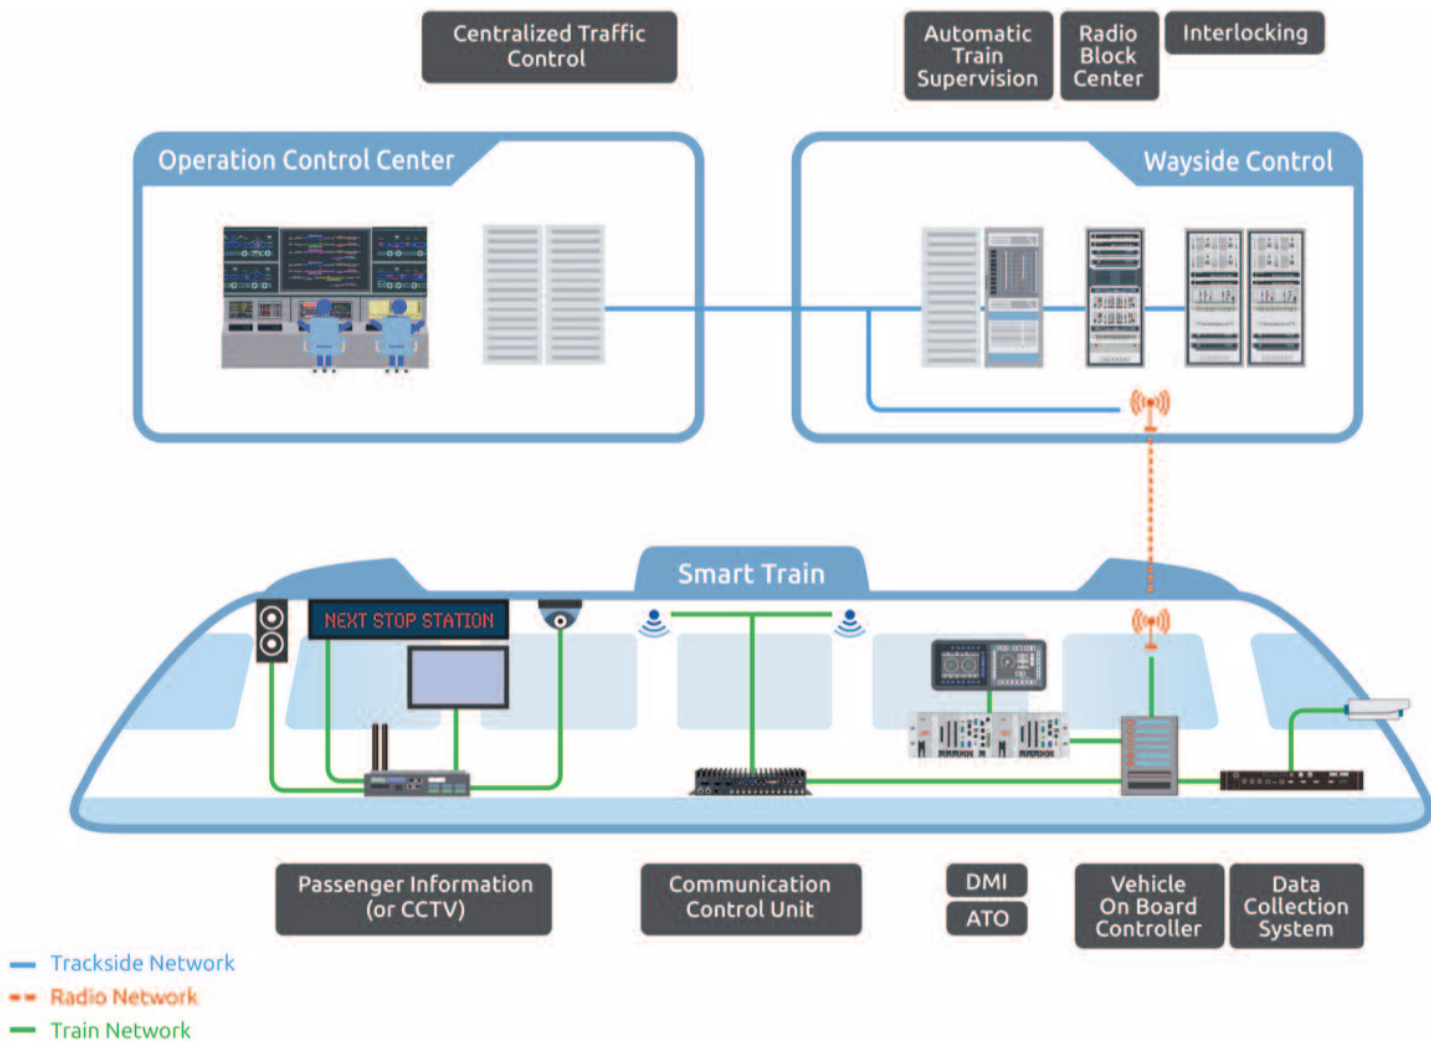 Centralized Traffic
Control
Automatic
Train
Supervision
Radio
Block
Center
Interlocking
Operation Control Center
Wayside Control
Smart Train
NEXT STOP STATION
Passenger Information
(or CCTV)
Communication
Control Unit
DMI
ATO
Vehicle
On Board
Controller
Data
Collection
System
Trackside Network
Radio Network
Train Network